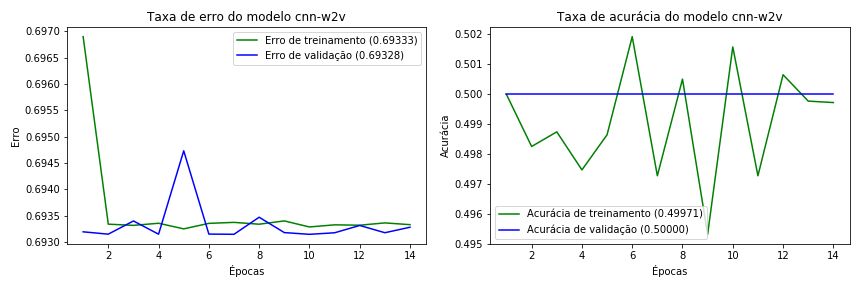 Taxa de erro do modelo cnn-w2v
0.6970
0.6965
0.6960
0.6955
0.6950
0.6945
0.6940
0.6935
0.6930
Erro
Erro de treinamento (0.69333)
Erro de validação (0.69328)
2 4 6 8 10 12 14
Épocas
Taxa de acurácia do modelo cnn-w2v
0.502
0.501
0.500
0.499
0.498
0.497
0.496
0.495
Acurácia
Acurácia de treinamento (0.49971)
Acurácia de validação (0.50000)
2 4 6 8 10 12 14
Épocas